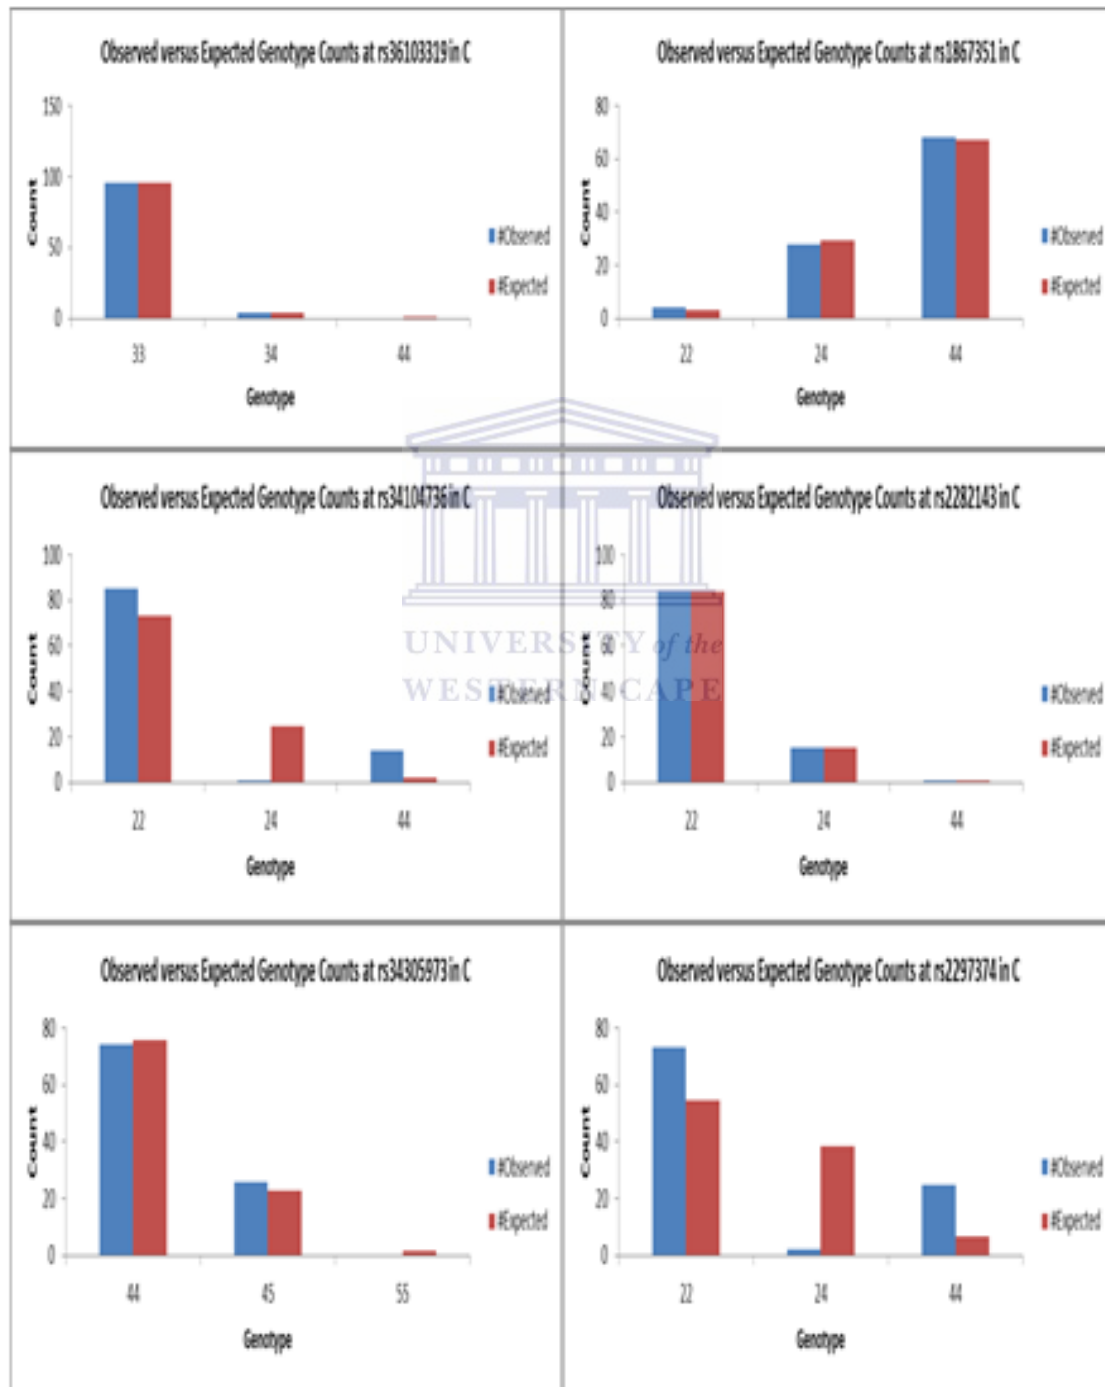 Observed versus Expected Genotype Counts at rs36103319 in C
150
100
50
0
Count
33
34
44
Genotype
#Observed
#Expected
Observed versus Expected Genotype Counts at rs1867351 in C
80
60
40
20
0
Count
22
24
44
Genotype
#Observed
#Expected
Observed versus Expected Genotype Counts at rs34104736 in C
100
80
60
40
20
0
Count
22
24
44
Genotype
#Observed
#Expected
Observed versus Expected Genotype Counts at rs2282143 in C
100
80
60
40
20
0
Count
22
24
44
Genotype
#Observed
#Expected
UNIVERSITY of the
WESTERN CAPE
Observed versus Expected Genotype Counts at rs34305973 in C
80
60
40
20
0
Count
44
45
55
Genotype
#Observed
#Expected
Observed versus Expected Genotype Counts at rs2297374 in C
80
60
40
20
0
Count
22
24
44
Genotype
#Observed
#Expected